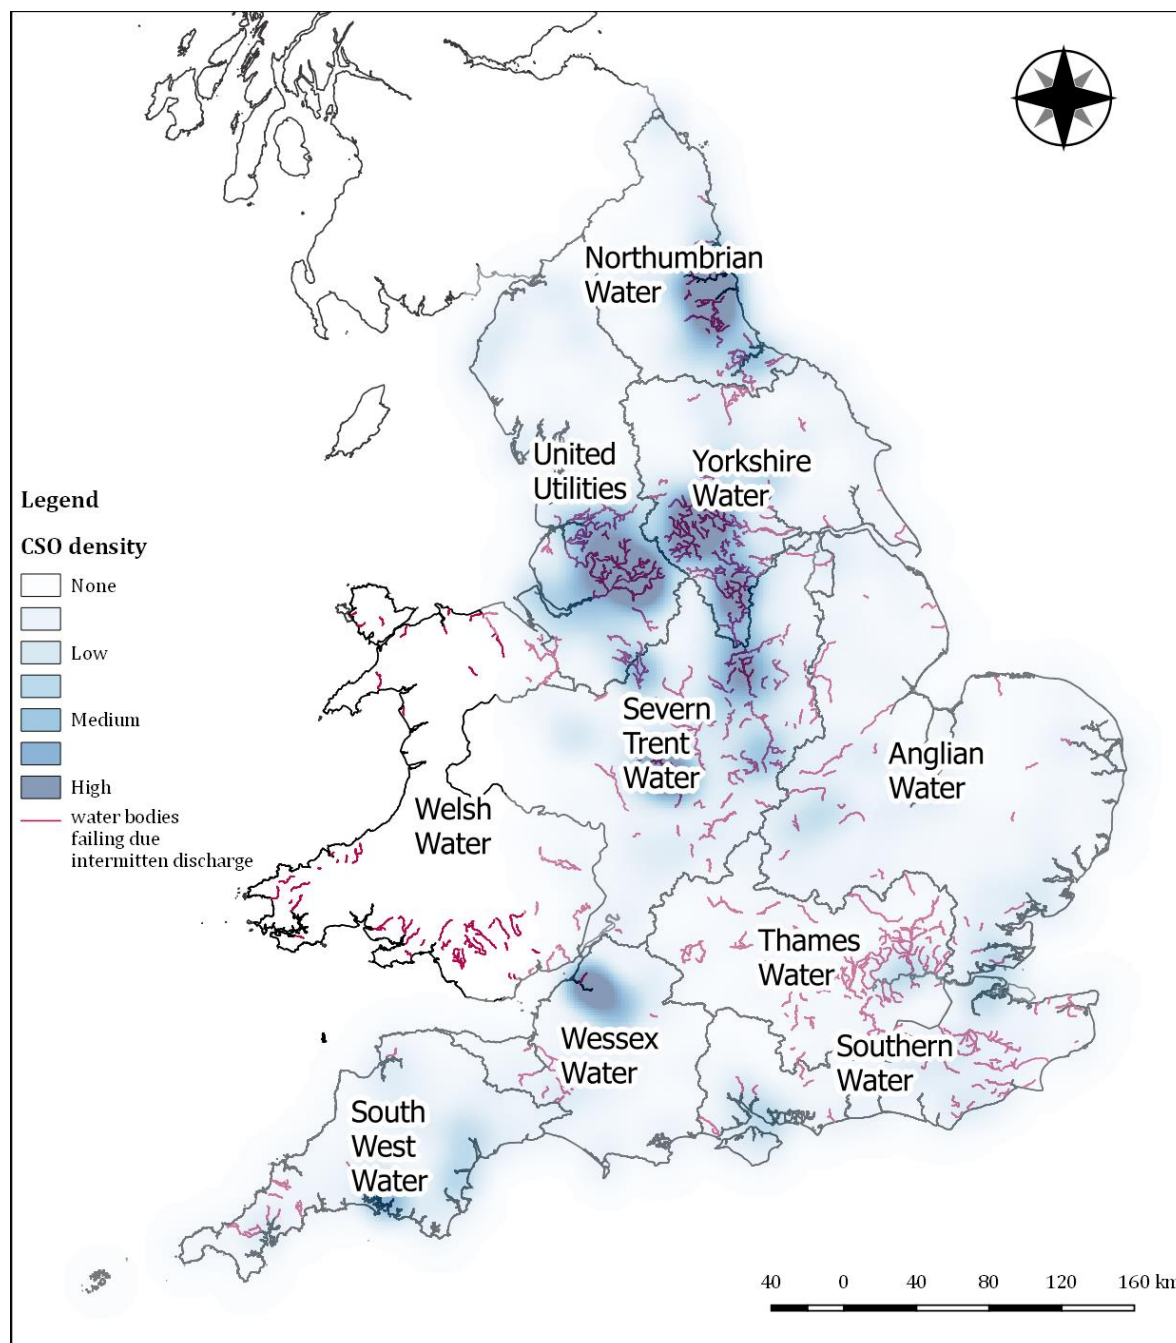 Northumbrian
Water
United
Utilities
Yorkshire
Water
Legend
CSO density
None
Low
Medium
High
water bodies
failing due
intermitten discharge
Severn
Trent
Water
Anglian
Water
Welsh
Water
Thames
Water
Wessex
Water
Southern
Water
South
West
Water
40 0 40 80 120 160 km